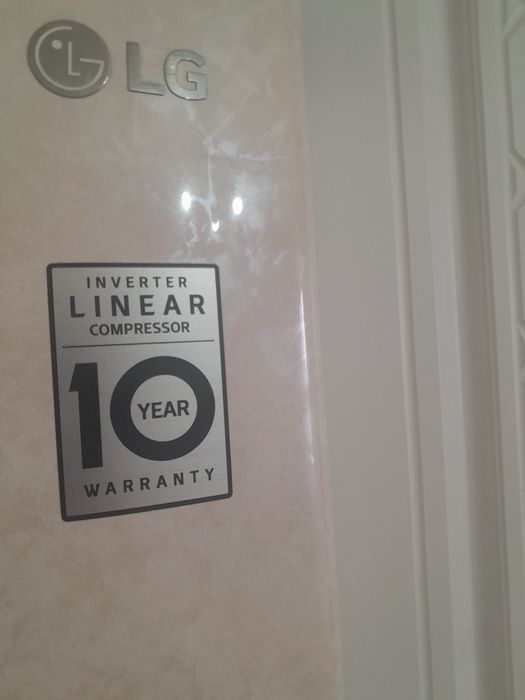 LG
INVERTER
LINEAR
COMPRESSOR
10
YEAR
WARRANTY